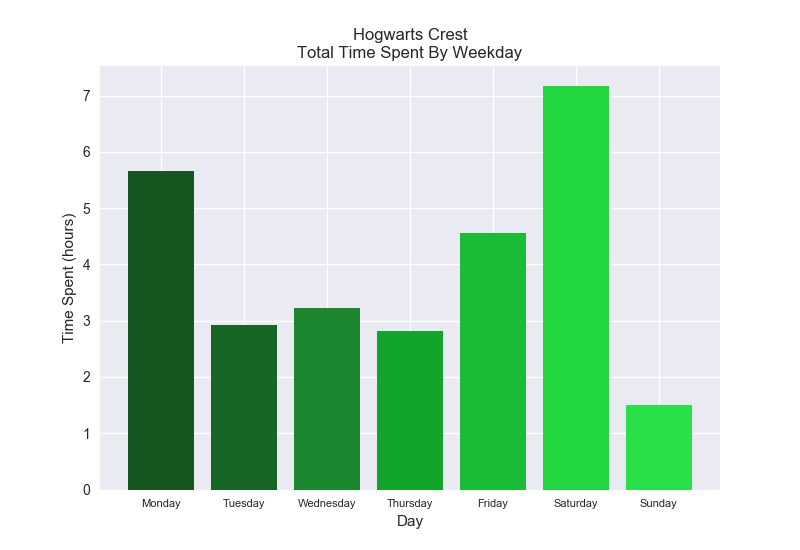 Hogwarts Crest
Total Time Spent By Weekday
Time Spent (hours)
7
6
5
4
3
2
1
0
Monday Tuesday Wednesday Thursday Friday Saturday Sunday
Day